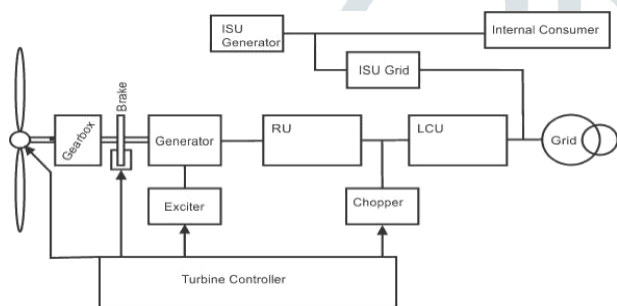 ISU
Generator
Internal Consumer
ISU Grid
Brake
Gearbox
Generator
RU
LCU
Grid
Exciter
Chopper
Turbine Controller